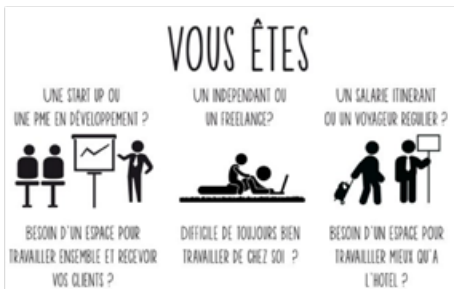 VOUS ÊTES
UNE START UP OU
UNE PME EN DÉVELOPPEMENT ?
UN INDEPENDANT OU
UN FREELANCE?
UN SALARIE ITINERANT
OU UN VOYAGEUR REGULIER ?
BESOIN D'UN ESPACE POUR
TRAVAILLER ENSEMBLE ET RECEVOIR
VOS CLIENTS ?
DIFFICILE DE TOUJOURS BIEN
TRAVAILLER DE CHEZ SOI ?
BESOIN D'UN ESPACE POUR
TRAVAILLLER MIEUX QU'A
L'HOTEL ?